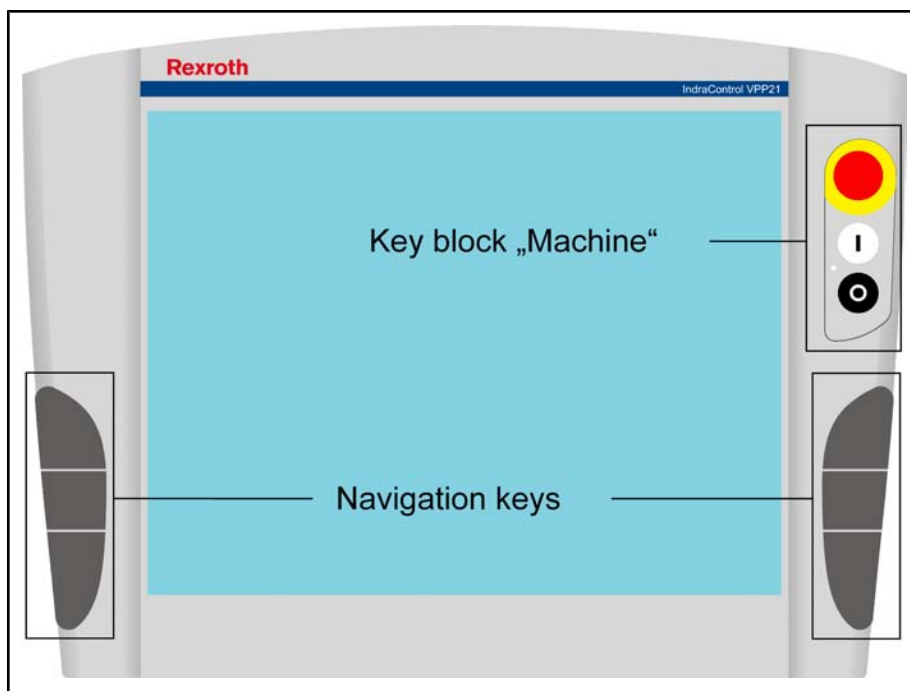 Rexroth
IndraControl VPP21
Key block „Machine“
I
O
Navigation keys